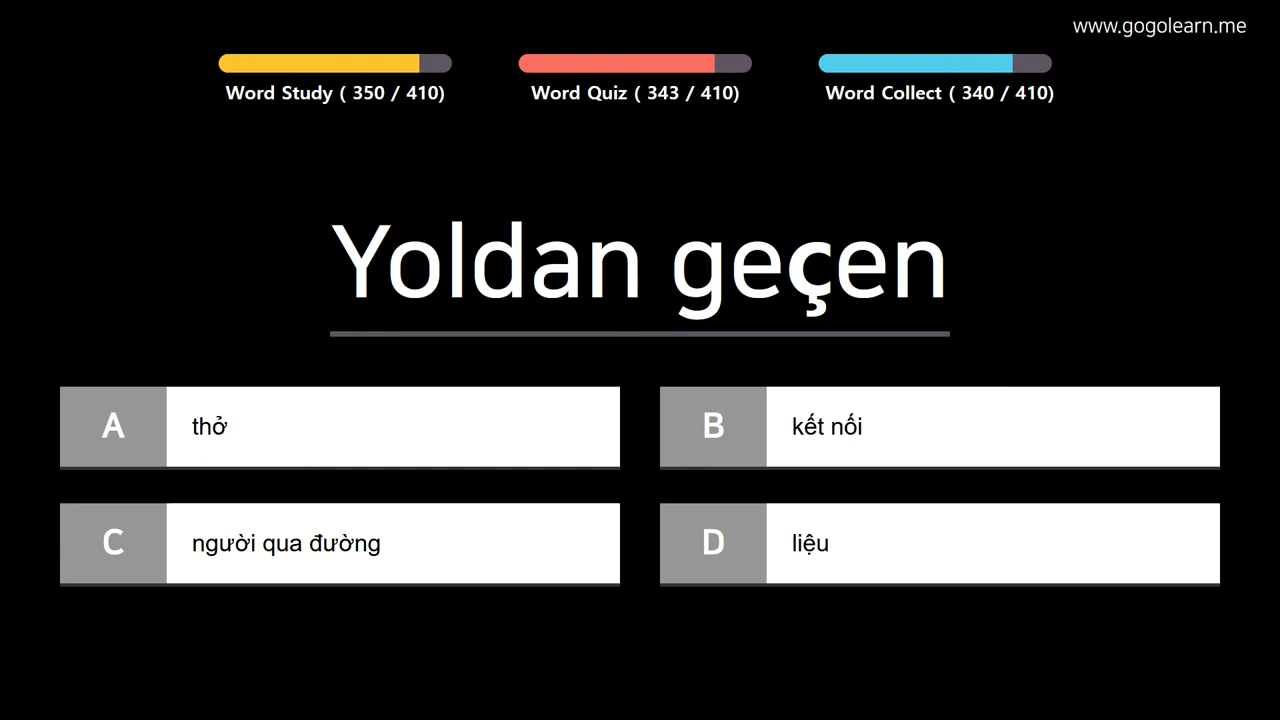 www.gogolearn.me
Word Study ( 350 / 410)
Word Quiz ( 343 / 410)
Word Collect ( 340 / 410)
Yoldan geçen
A
thở
B
kết nối
C
người qua đường
D
liệu